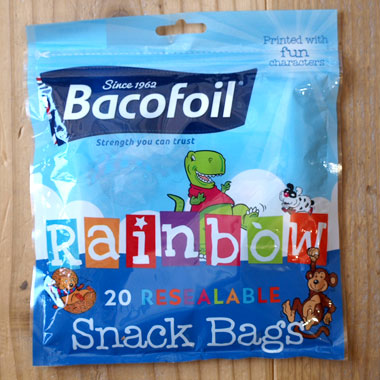 Printed with
fun
characters
Since 1962
Bacofoil
Strength you can trust
Rainbow
20 RESEALABLE
Snack Bags